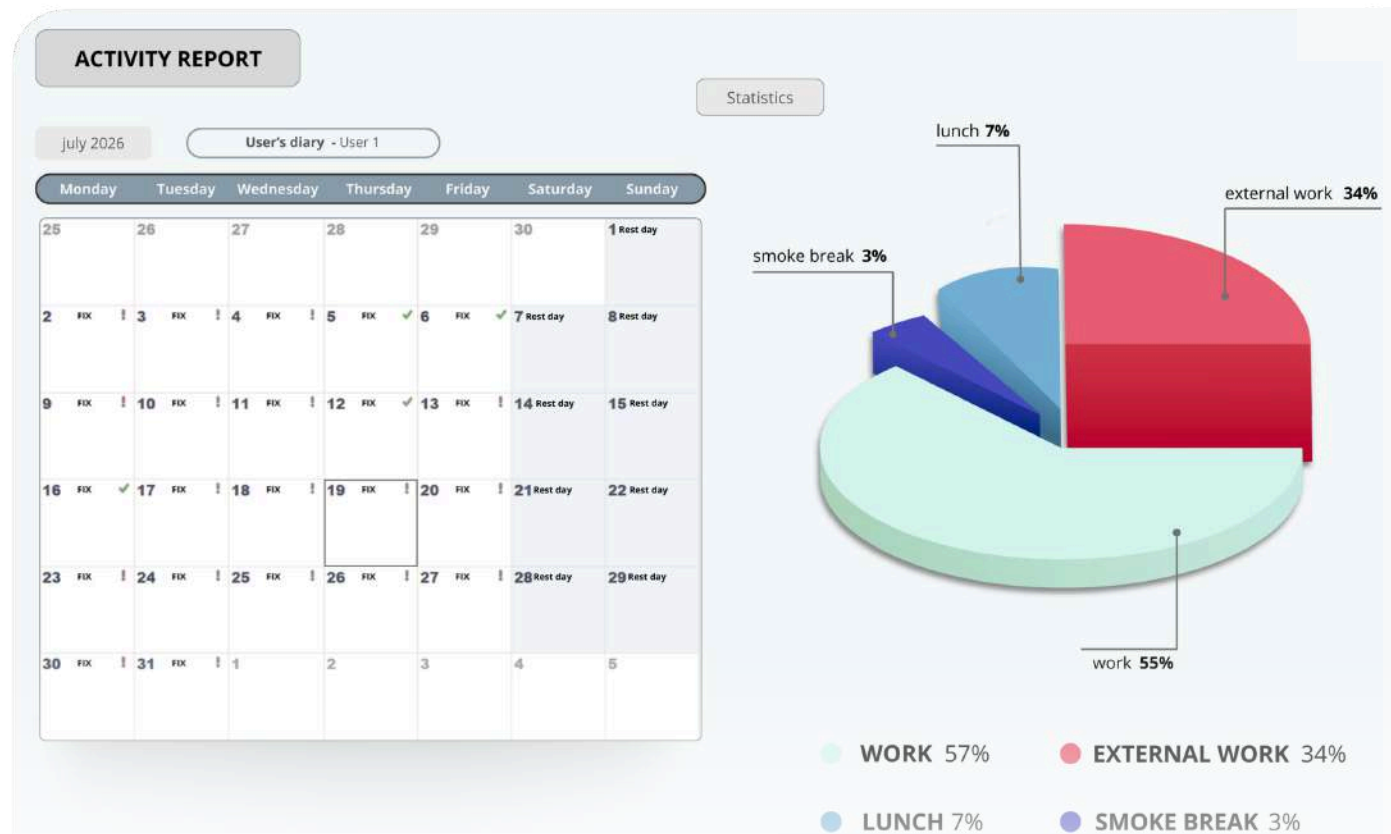 ACTIVITY REPORT
Statistics
july 2026
User's diary - User 1
Monday Tuesday Wednesday Thursday Friday Saturday Sunday
25 26 27 28 29 30 1 Rest day
2 FIX ! 3 FIX ! 4 FIX ! 5 FIX ✓ 6 FIX ✓ 7 Rest day 8 Rest day
9 FIX ! 10 FIX ! 11 FIX ! 12 FIX ✓ 13 FIX ! 14 Rest day 15 Rest day
16 FIX ✓ 17 FIX ! 18 FIX ! 19 FIX ! 20 FIX ! 21 Rest day 22 Rest day
23 FIX ! 24 FIX ! 25 FIX ! 26 FIX ! 27 FIX ! 28 Rest day 29 Rest day
30 FIX ! 31 FIX ! 1 2 3 4 5
lunch 7%
external work 34%
smoke break 3%
work 55%
WORK 57%
EXTERNAL WORK 34%
LUNCH 7%
SMOKE BREAK 3%